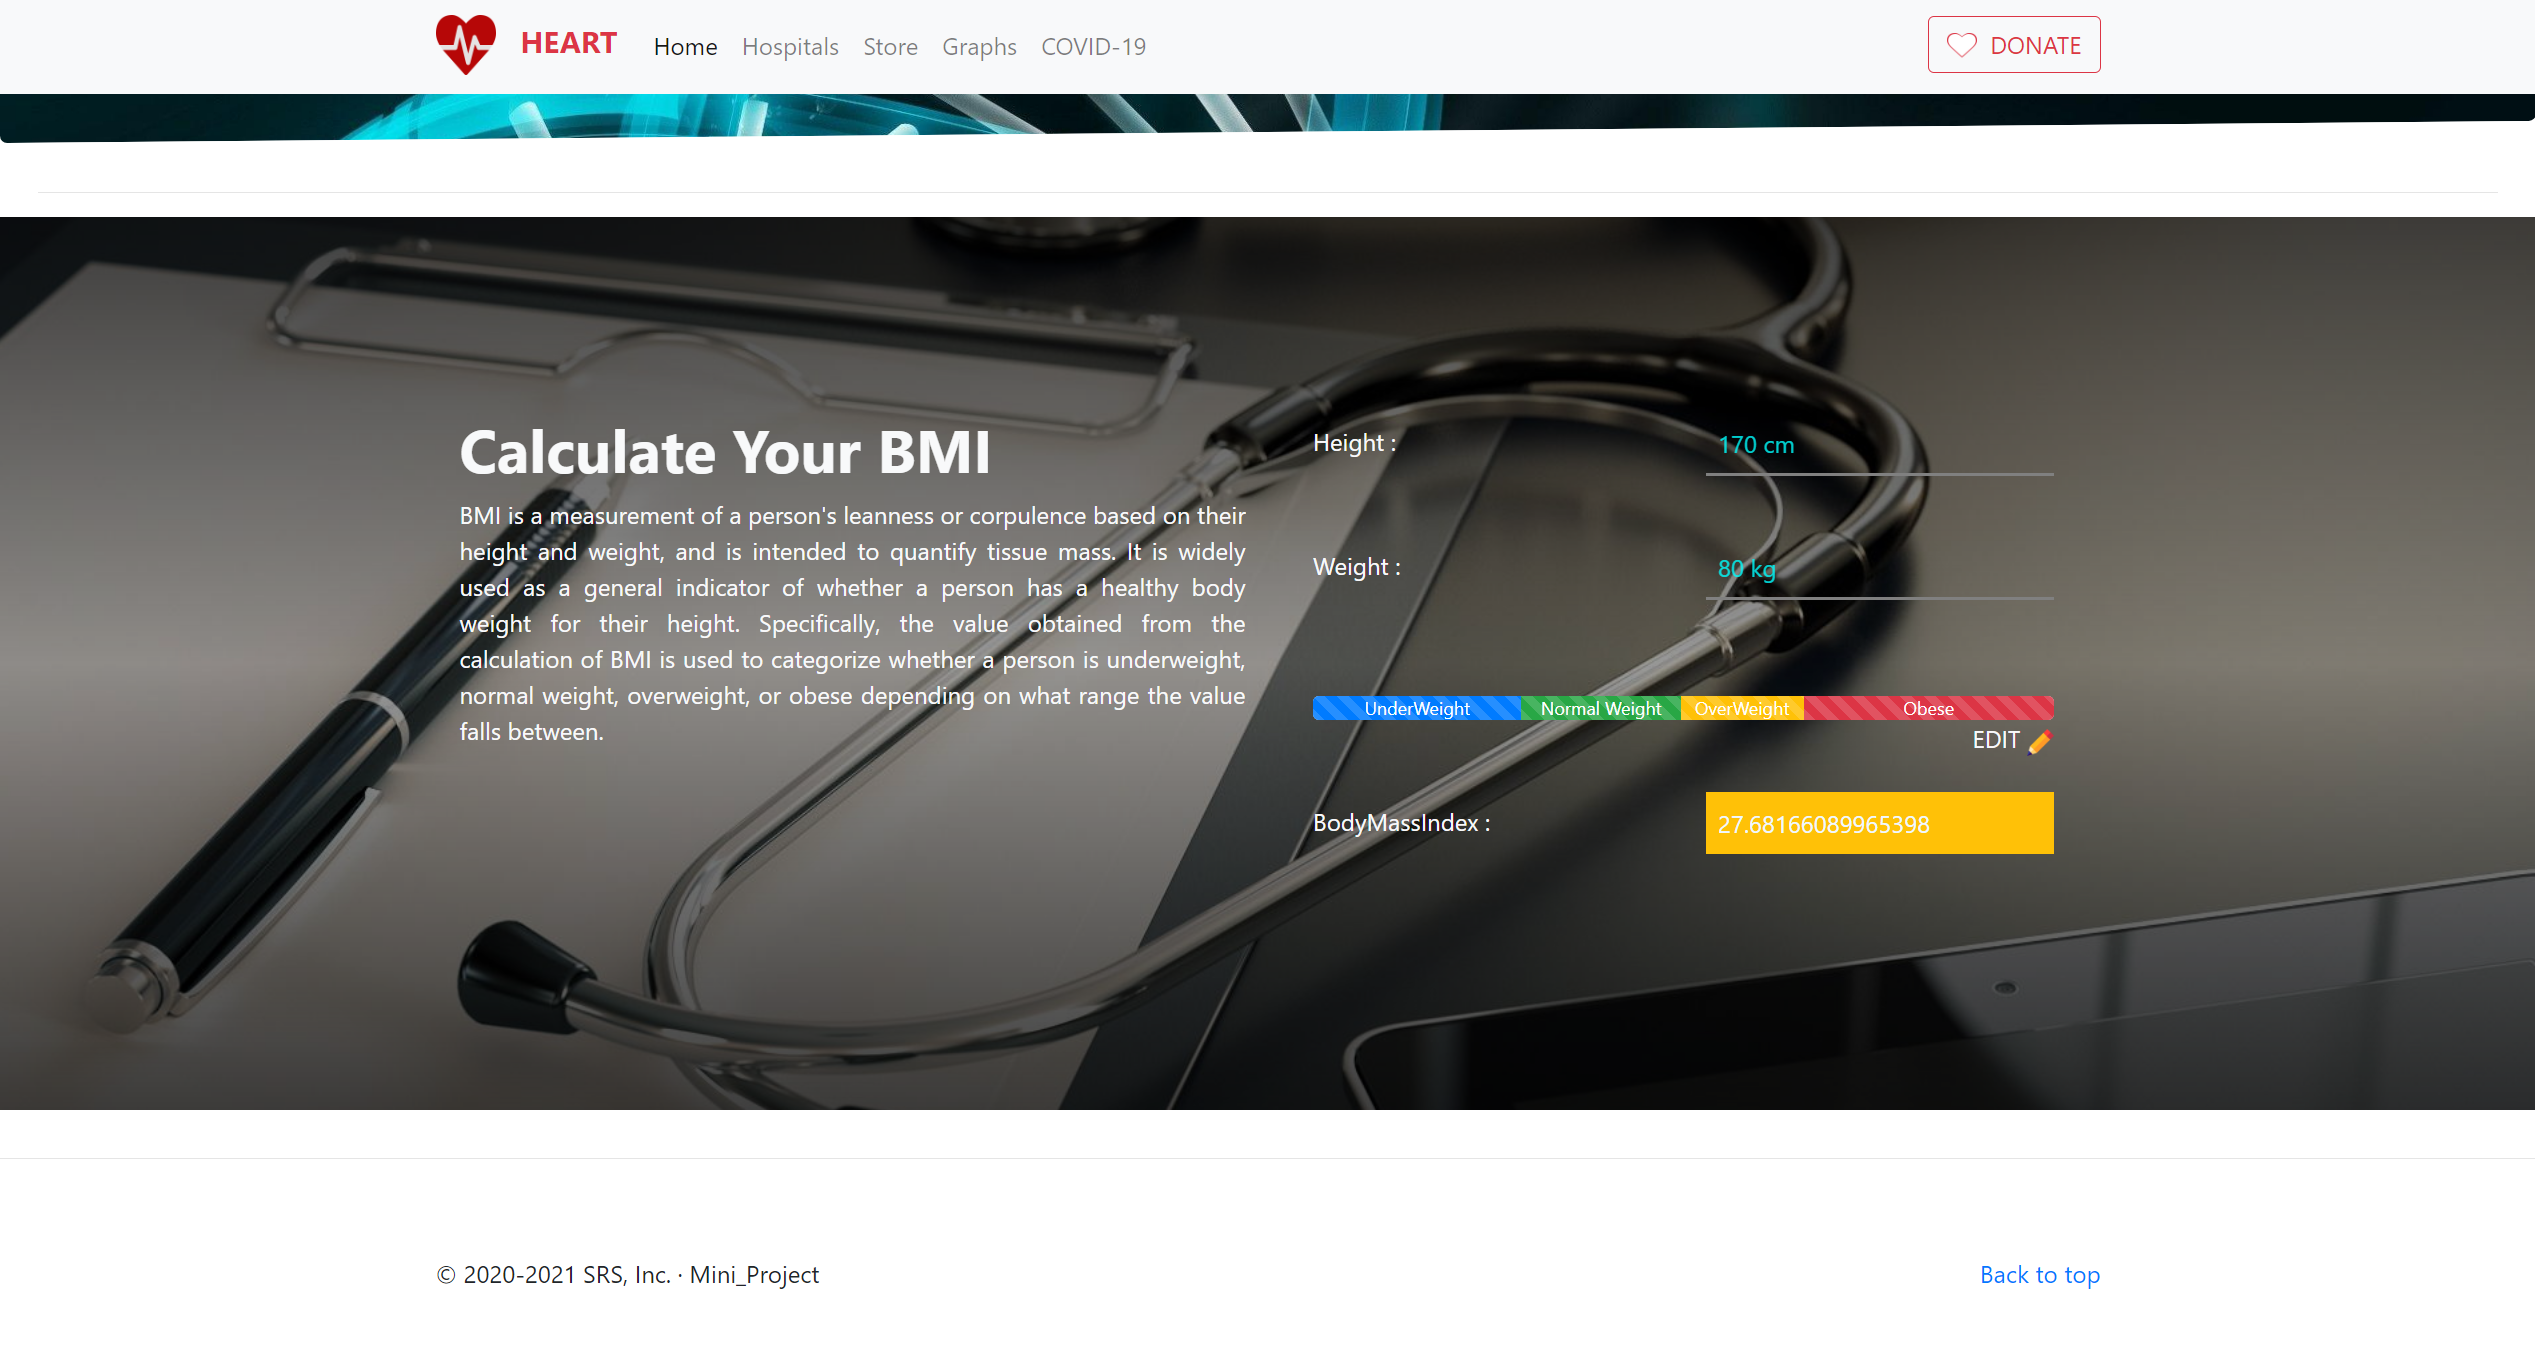 HEART
Home Hospitals Store Graphs COVID-19
DONATE
Calculate Your BMI
BMI is a measurement of a person's leanness or corpulence based on their
height and weight, and is intended to quantify tissue mass. It is widely
used as a general indicator of whether a person has a healthy body
weight for their height. Specifically, the value obtained from the
calculation of BMI is used to categorize whether a person is underweight,
normal weight, overweight, or obese depending on what range the value
falls between.
Height : 170 cm
Weight : 80 kg
UnderWeight Normal Weight OverWeight Obese
EDIT
BodyMassIndex : 27.68166089965398
© 2020-2021 SRS, Inc. · Mini_Project
Back to top